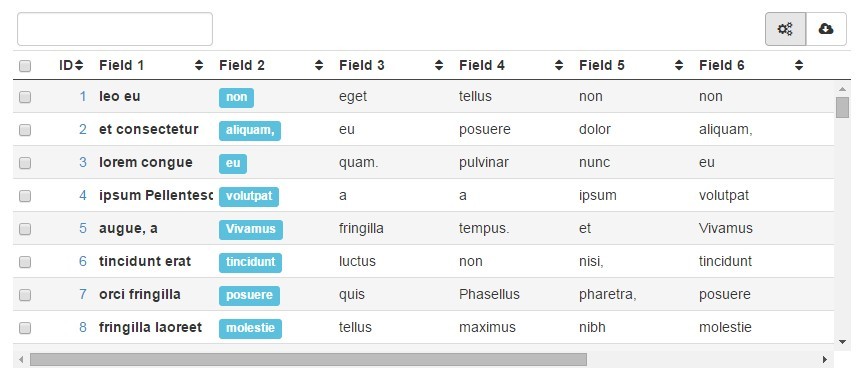 ID Field 1 Field 2 Field 3 Field 4 Field 5 Field 6
1 leo eu non eget tellus non non
2 et consectetur aliquam, eu posuere dolor aliquam,
3 lorem congue eu quam. pulvinar nunc eu
4 ipsum Pellentesc volutpat a a ipsum volutpat
5 augue, a Vivamus fringilla tempus. et Vivamus
6 tincidunt erat tincidunt luctus non nisi, tincidunt
7 orci fringilla posuere quis Phasellus pharetra, posuere
8 fringilla laoreet molestie tellus maximus nibh molestie